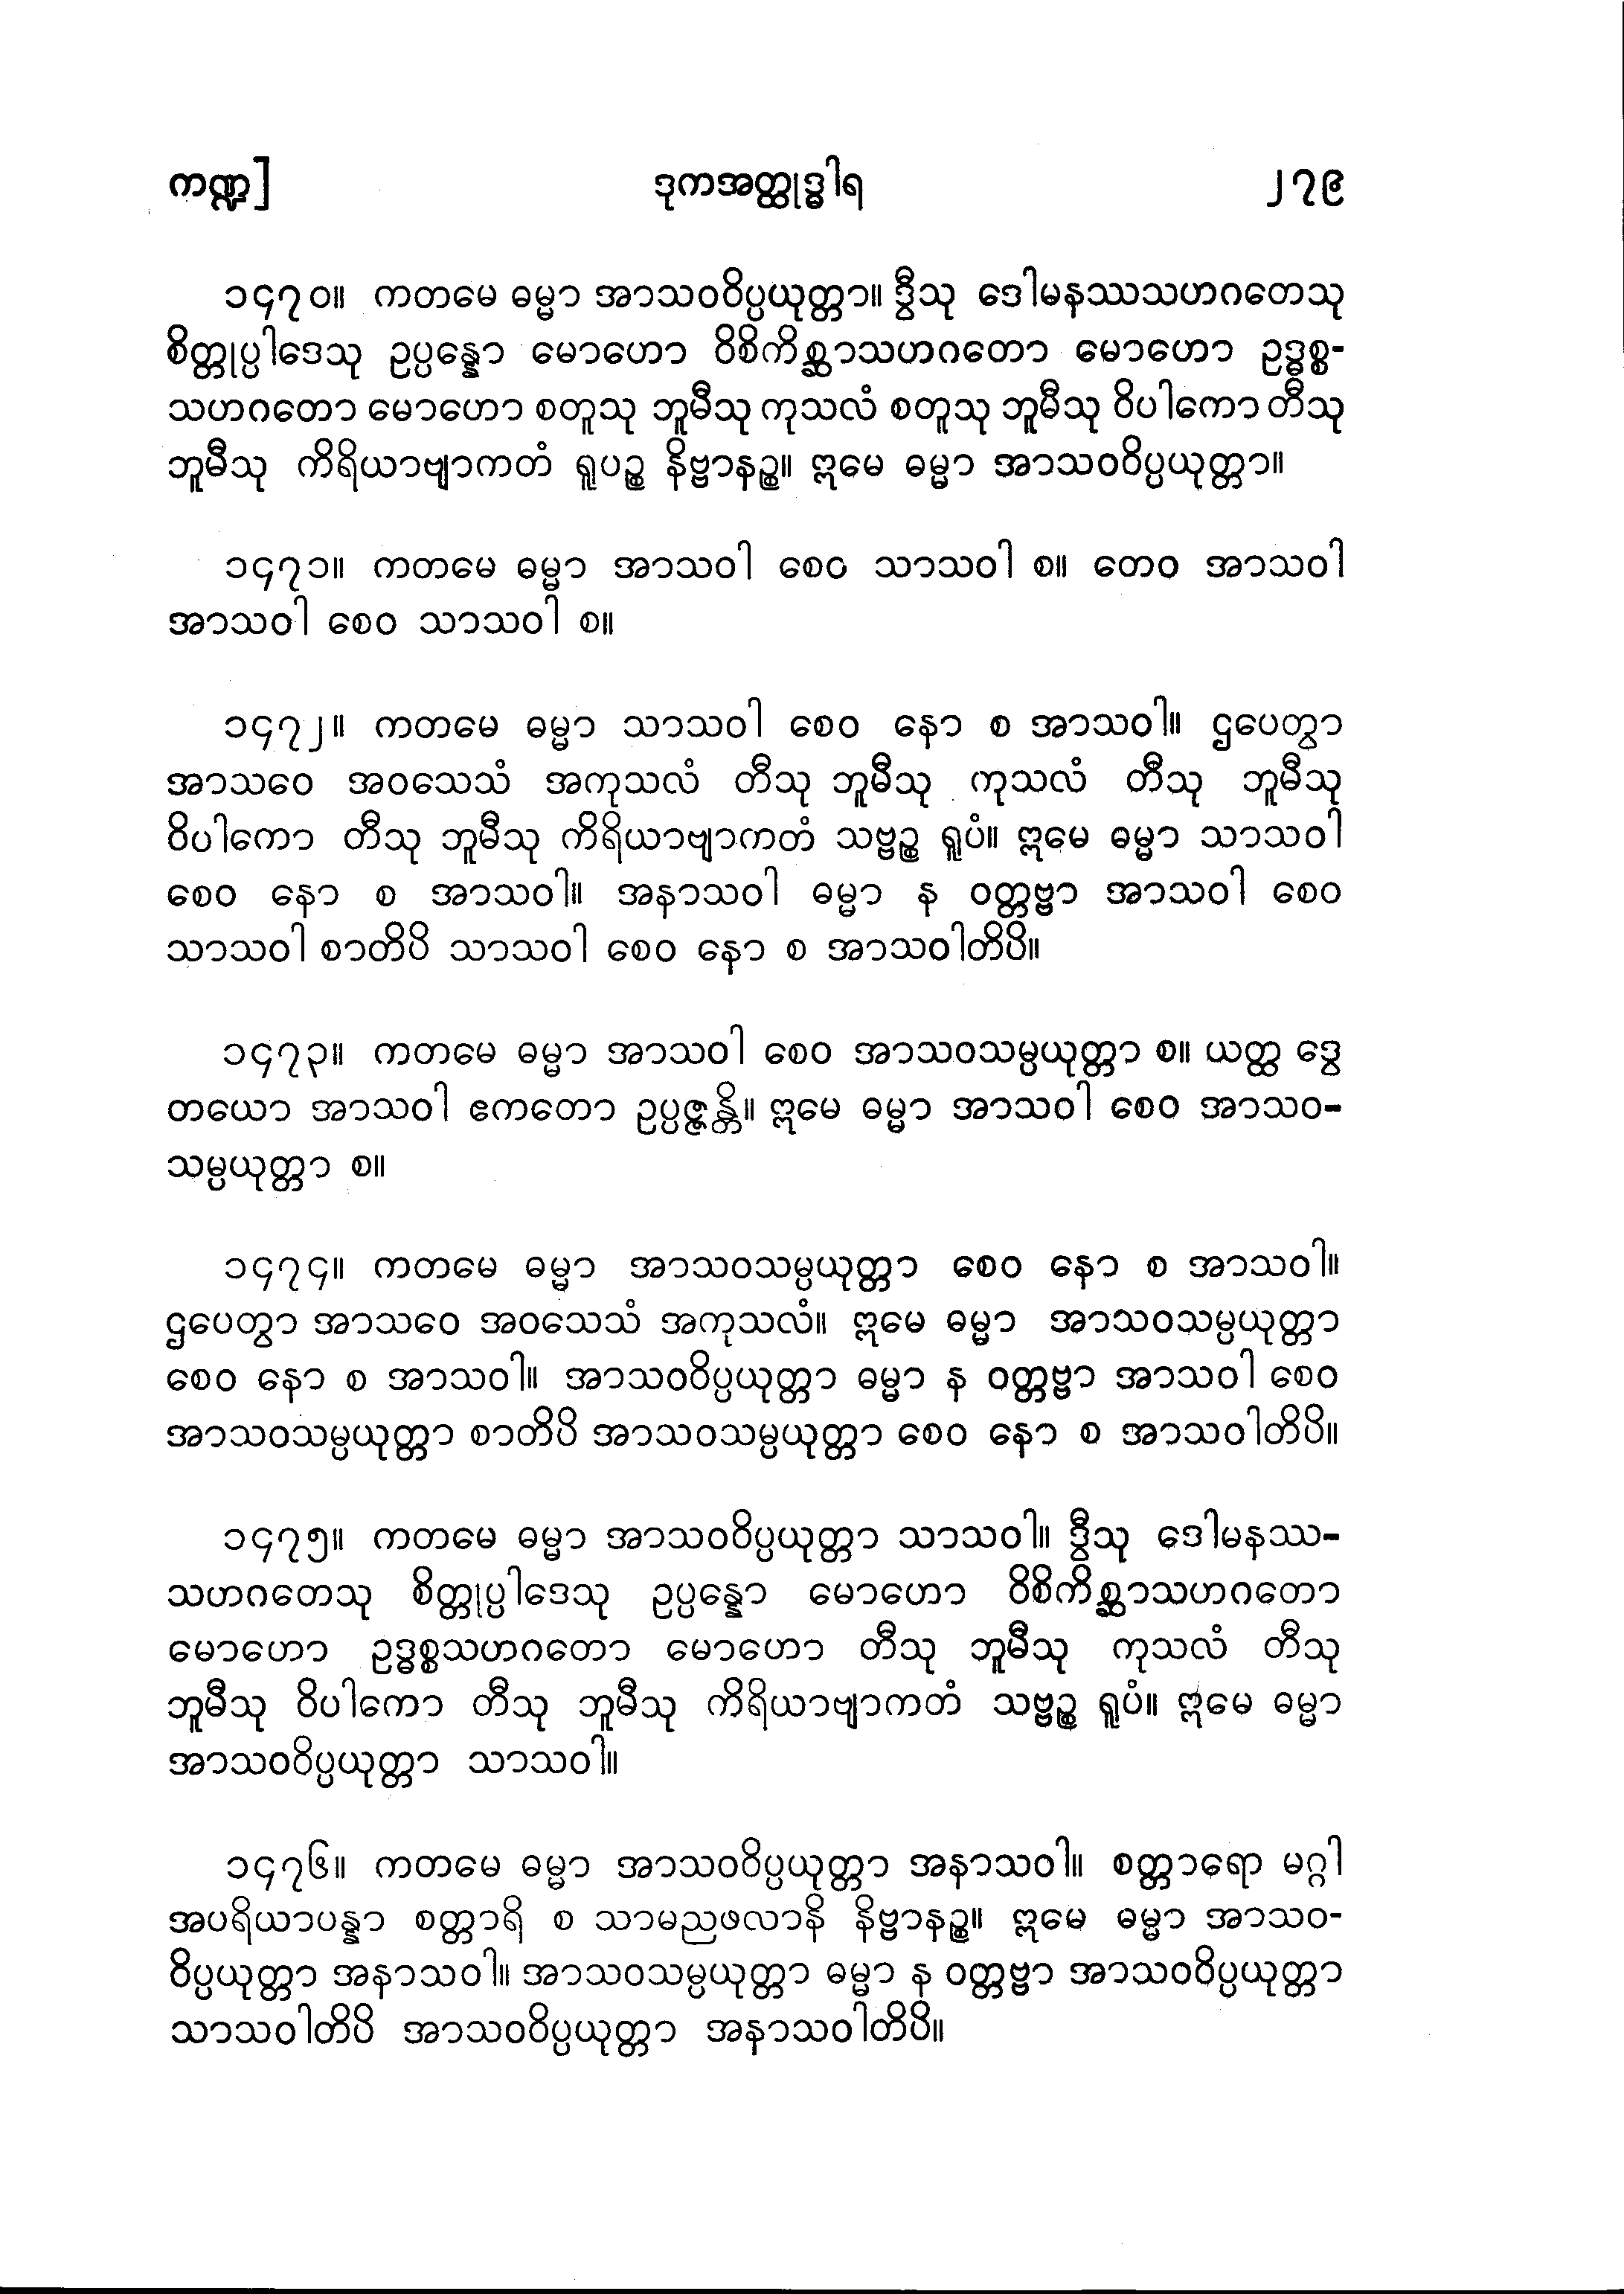 ကဏ္ဍ] ဒုကအတ္ထုဒ္ဓါရ ၂၇၉
၁၄၇၀။ ကတမေ ဓမ္မာ အာသဝဝိပ္ပယုတ္တာ။ ဒွီသု ဒေါမနဿသဟဂတေသု
စိတ္တုပ္ပါဒေသု ဥပ္ပန္နော မောဟော ဝိစိကိစ္ဆာသဟဂတော မောဟော ဥဒ္ဓစ္စ-
သဟဂတော မောဟော စတူသု ဘူမီသု ကုသလံ စတူသု ဘူမီသု ဝိပါကော တီသု
ဘူမီသု ကိရိယာဗျာကတံ ရူပဉ္စ နိဗ္ဗာနဉ္စ။ ဣမေ ဓမ္မာ အာသဝဝိပ္ပယုတ္တာ။
၁၄၇၁။ ကတမေ ဓမ္မာ အာသဝါ စေဝ သာသဝါ စ။ တေဝ အာသဝါ
အာသဝါ စေဝ သာသဝါ စ။
၁၄၇၂။ ကတမေ ဓမ္မာ သာသဝါ စေဝ နော စ အာသဝါ။ ဌပေတွာ
အာသဝေ အဝသေသံ အကုသလံ တီသု ဘူမီသု ကုသလံ တီသု ဘူမီသု
ဝိပါကော တီသု ဘူမီသု ကိရိယာဗျာကတံ သဗ္ဗဉ္စ ရူပံ။ ဣမေ ဓမ္မာ သာသဝါ
စေဝ နော စ အာသဝါ။ အနာသဝါ ဓမ္မာ န ဝတ္တဗ္ဗာ အာသဝါ စေဝ
သာသဝါ စာတိပိ သာသဝါ စေဝ နော စ အာသဝါတိပိ။
၁၄၇၃။ ကတမေ ဓမ္မာ အာသဝါ စေဝ အာသဝသမ္ပယုတ္တာ စ။ ယတ္ထ ဒွေ
တယော အာသဝါ ဧကတော ဥပ္ပဇ္ဇန္တိ။ ဣမေ ဓမ္မာ အာသဝါ စေဝ အာသဝ-
သမ္ပယုတ္တာ စ။
၁၄၇၄။ ကတမေ ဓမ္မာ အာသဝသမ္ပယုတ္တာ စေဝ နော စ အာသဝါ။
ဌပေတွာ အာသဝေ အဝသေသံ အကုသလံ။ ဣမေ ဓမ္မာ အာသဝသမ္ပယုတ္တာ
စေဝ နော စ အာသဝါ။ အာသဝဝိပ္ပယုတ္တာ ဓမ္မာ န ဝတ္တဗ္ဗာ အာသဝါ စေဝ
အာသဝသမ္ပယုတ္တာ စာတိပိ အာသဝသမ္ပယုတ္တာ စေဝ နော စ အာသဝါတိပိ။
၁၄၇၅။ ကတမေ ဓမ္မာ အာသဝဝိပ္ပယုတ္တာ သာသဝါ။ ဒွီသု ဒေါမနဿ-
သဟဂတေသု စိတ္တုပ္ပါဒေသု ဥပ္ပန္နော မောဟော ဝိစိကိစ္ဆာသဟဂတော
မောဟော ဥဒ္ဓစ္စသဟဂတော မောဟော တီသု ဘူမီသု ကုသလံ တီသု
ဘူမီသု ဝိပါကော တီသု ဘူမီသု ကိရိယာဗျာကတံ သဗ္ဗဉ္စ ရူပံ။ ဣမေ ဓမ္မာ
အာသဝဝိပ္ပယုတ္တာ သာသဝါ။
၁၄၇၆။ ကတမေ ဓမ္မာ အာသဝဝိပ္ပယုတ္တာ အနာသဝါ။ စတ္တာရော မဂ္ဂါ
အပရိယာပန္နာ စတ္တာရိ စ သာမညဖလာနိ နိဗ္ဗာနဉ္စ။ ဣမေ ဓမ္မာ အာသဝ-
ဝိပ္ပယုတ္တာ အနာသဝါ။ အာသဝသမ္ပယုတ္တာ ဓမ္မာ န ဝတ္တဗ္ဗာ အာသဝဝိပ္ပယုတ္တာ
သာသဝါတိပိ အာသဝဝိပ္ပယုတ္တာ အနာသဝါတိပိ။